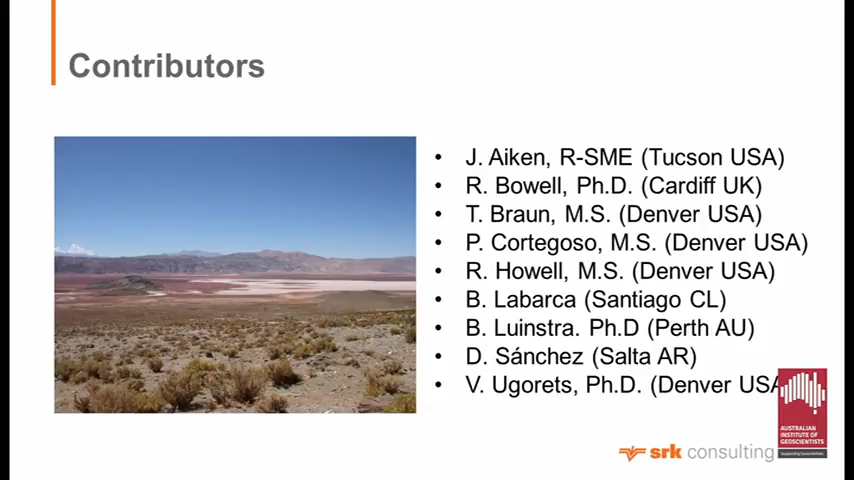 Contributors
• J. Aiken, R-SME (Tucson USA)
• R. Bowell, Ph.D. (Cardiff UK)
• T. Braun, M.S. (Denver USA)
• P. Cortegoso, M.S. (Denver USA)
• R. Howell, M.S. (Denver USA)
• B. Labarca (Santiago CL)
• B. Luinstra. Ph.D (Perth AU)
• D. Sánchez (Salta AR)
• V. Ugorets, Ph.D. (Denver USA
AUSTRALIAN
INSTITUTE OF
GEOSCIENTISTS
srk consulting